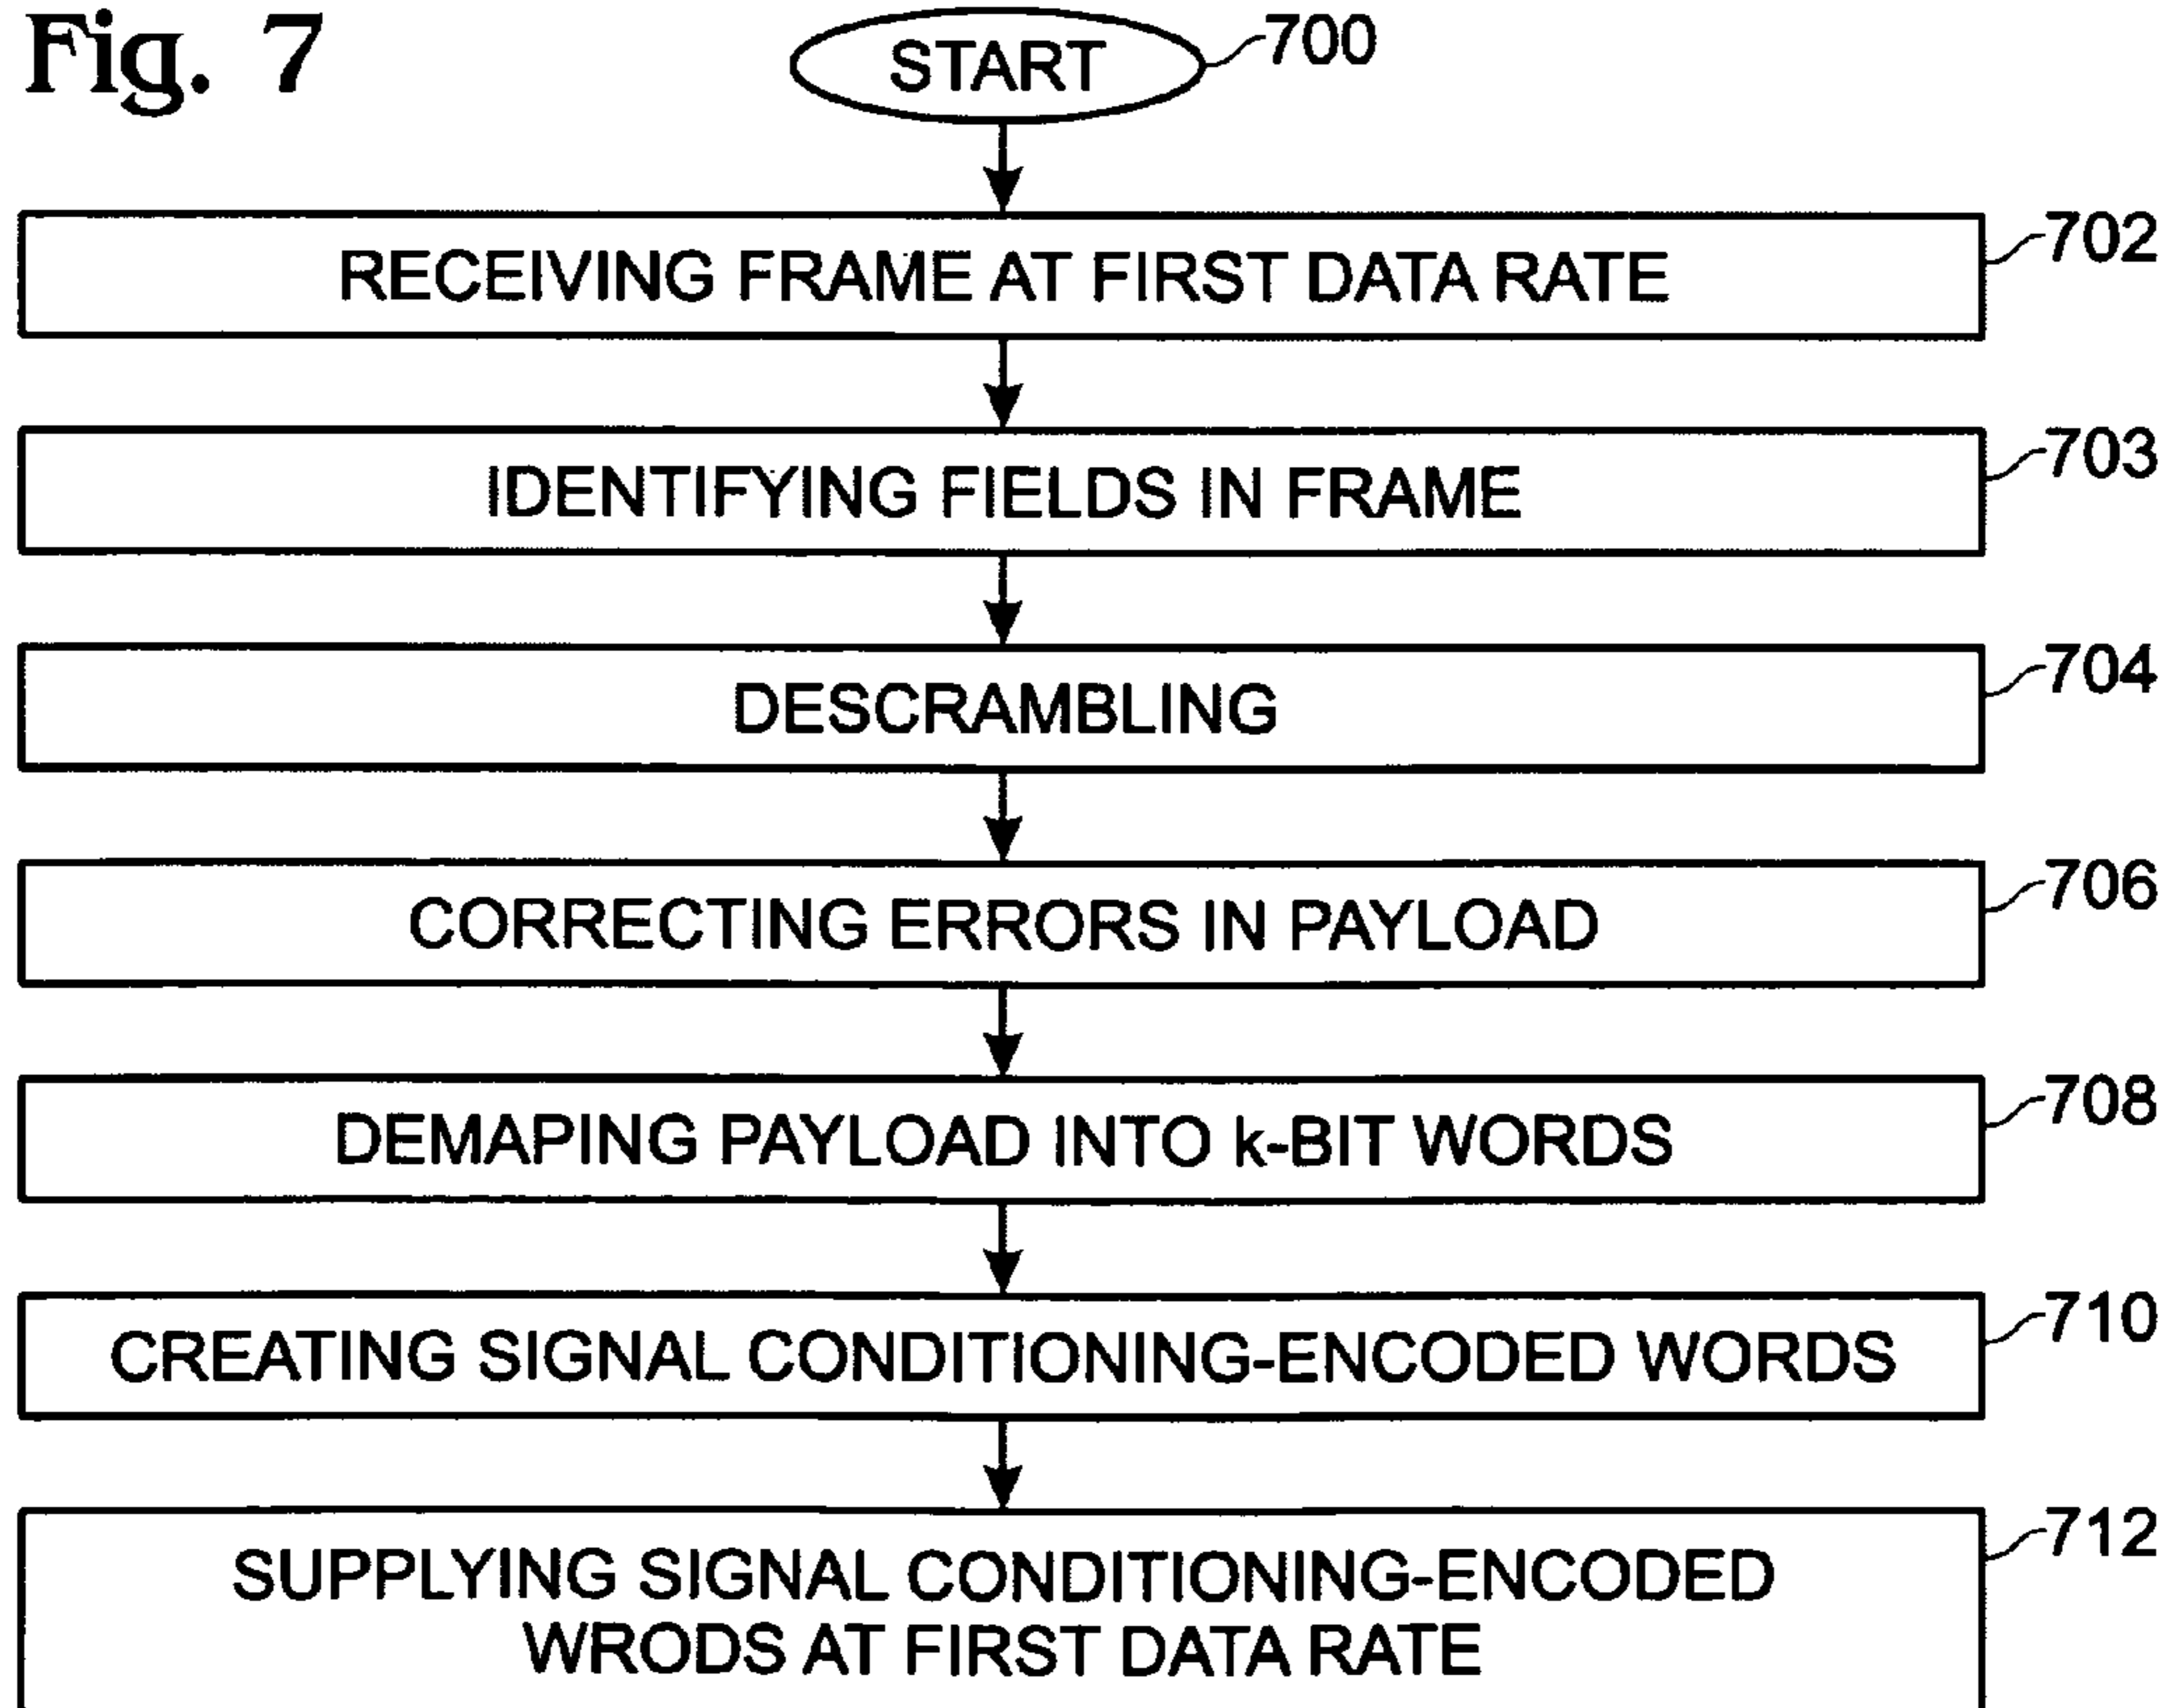 Fig. 7
START
700
RECEIVING FRAME AT FIRST DATA RATE
702
IDENTIFYING FIELDS IN FRAME
703
DESCRAMBLING
704
CORRECTING ERRORS IN PAYLOAD
706
DEMAPING PAYLOAD INTO k-BIT WORDS
708
CREATING SIGNAL CONDITIONING-ENCODED WORDS
710
SUPPLYING SIGNAL CONDITIONING-ENCODED
WRODS AT FIRST DATA RATE
712